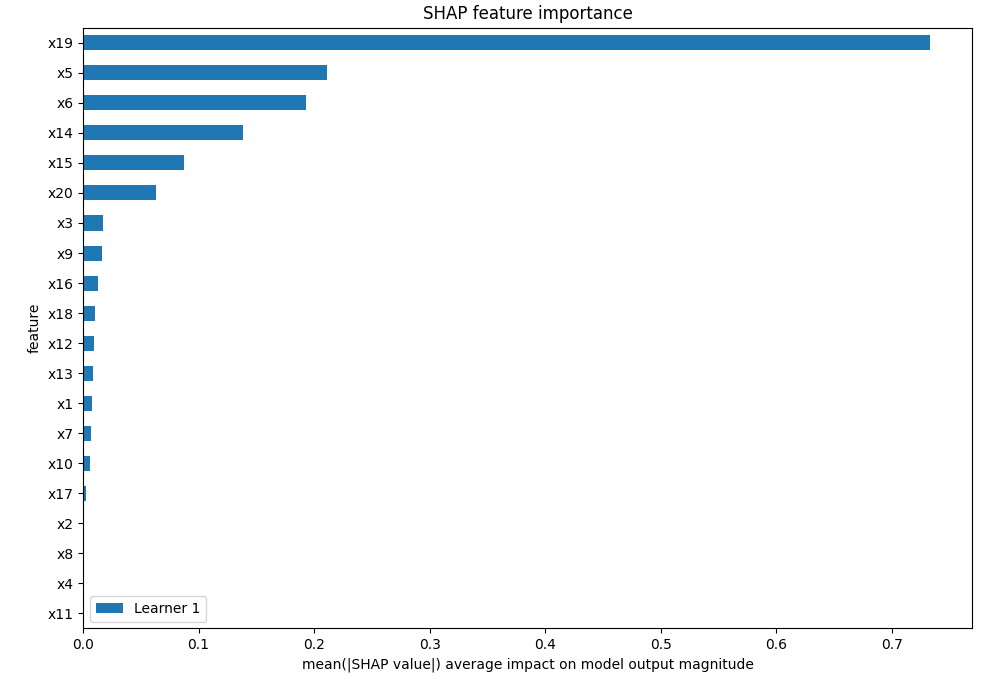 SHAP feature importance
x19
x5
x6
x14
x15
x20
x3
x9
x16
x18
x12
x13
x1
x7
x10
x17
x2
x8
x4
x11
feature
Learner 1
0.0 0.1 0.2 0.3 0.4 0.5 0.6 0.7
mean(|SHAP value|) average impact on model output magnitude